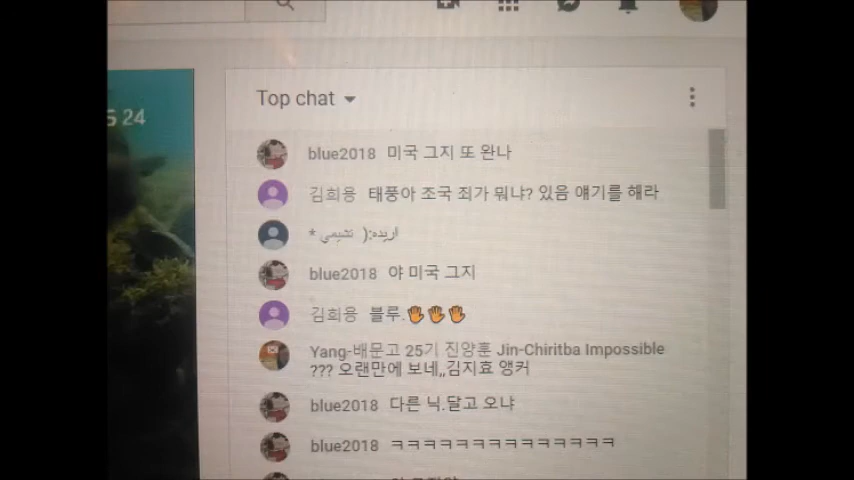 5 24
Top chat
blue2018 미국 그지 또 완나
김희용 태풍아 조국 죄가 뭐냐? 있음 얘기를 해라
blue2018 야 미국 그지
김희용 블루.🖐🖐🖐
Yang-배문고 25기 진양훈 Jin-Chiritba Impossible
??? 오랜만에 보네,,김지효 앵커
blue2018 다른 닉.달고 오냐
blue2018 ㅋㅋㅋㅋㅋㅋㅋㅋㅋㅋㅋㅋㅋㅋ